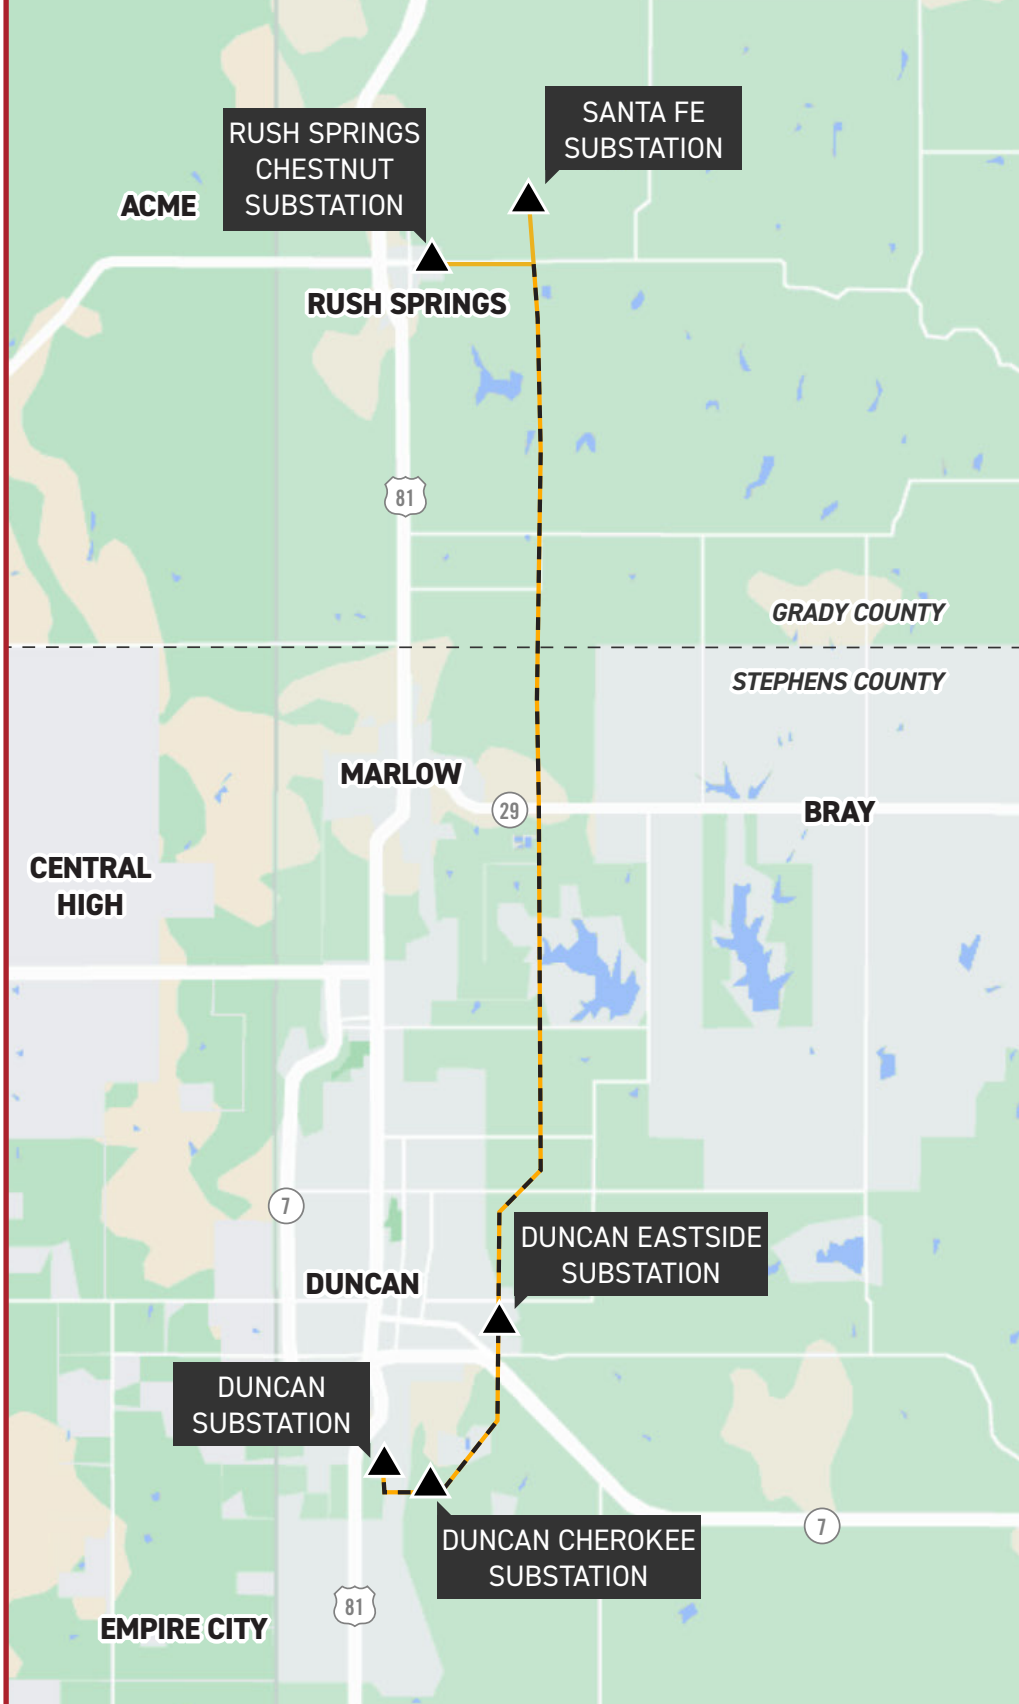 SANTA FE
SUBSTATION
RUSH SPRINGS
CHESTNUT
SUBSTATION
ACME
RUSH SPRINGS
81
GRADY COUNTY
STEPHENS COUNTY
MARLOW
29
BRAY
CENTRAL
HIGH
7
DUNCAN EASTSIDE
SUBSTATION
DUNCAN
DUNCAN
SUBSTATION
7
DUNCAN CHEROKEE
SUBSTATION
81
EMPIRE CITY